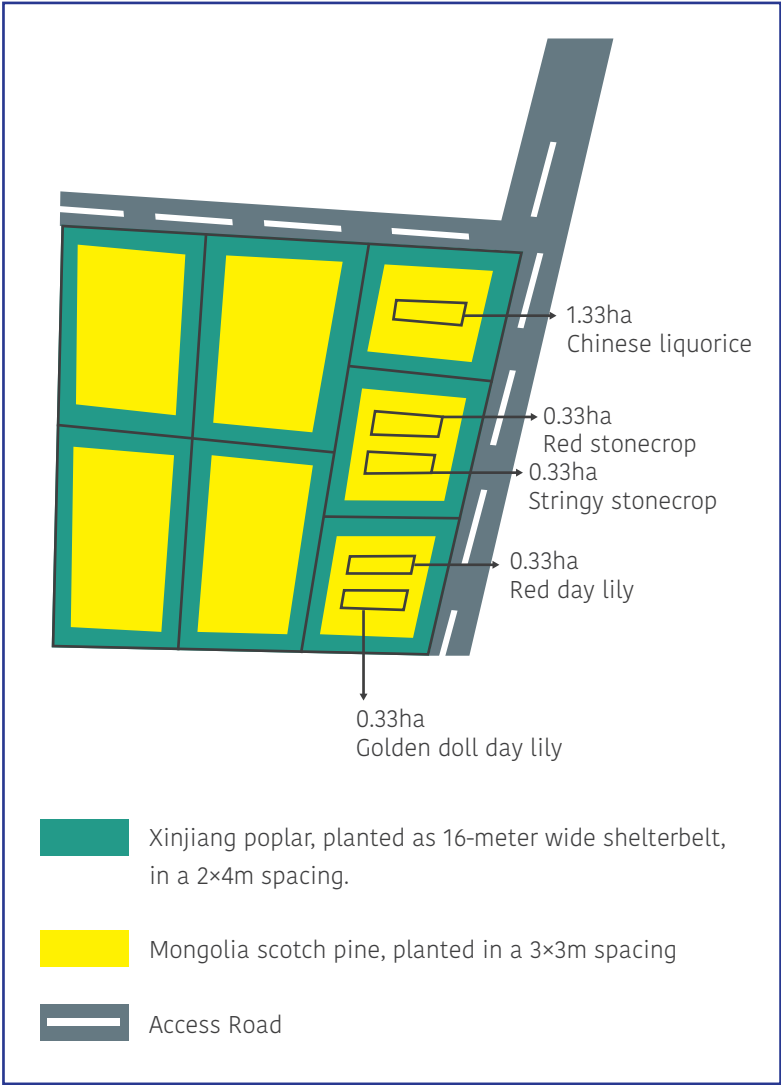 1.33ha
Chinese liquorice
0.33ha
Red stonecrop
0.33ha
Stringy stonecrop
0.33ha
Red day lily
0.33ha
Golden doll day lily
Xinjiang poplar, planted as 16-meter wide shelterbelt,
in a 2×4m spacing.
Mongolia scotch pine, planted in a 3×3m spacing
Access Road